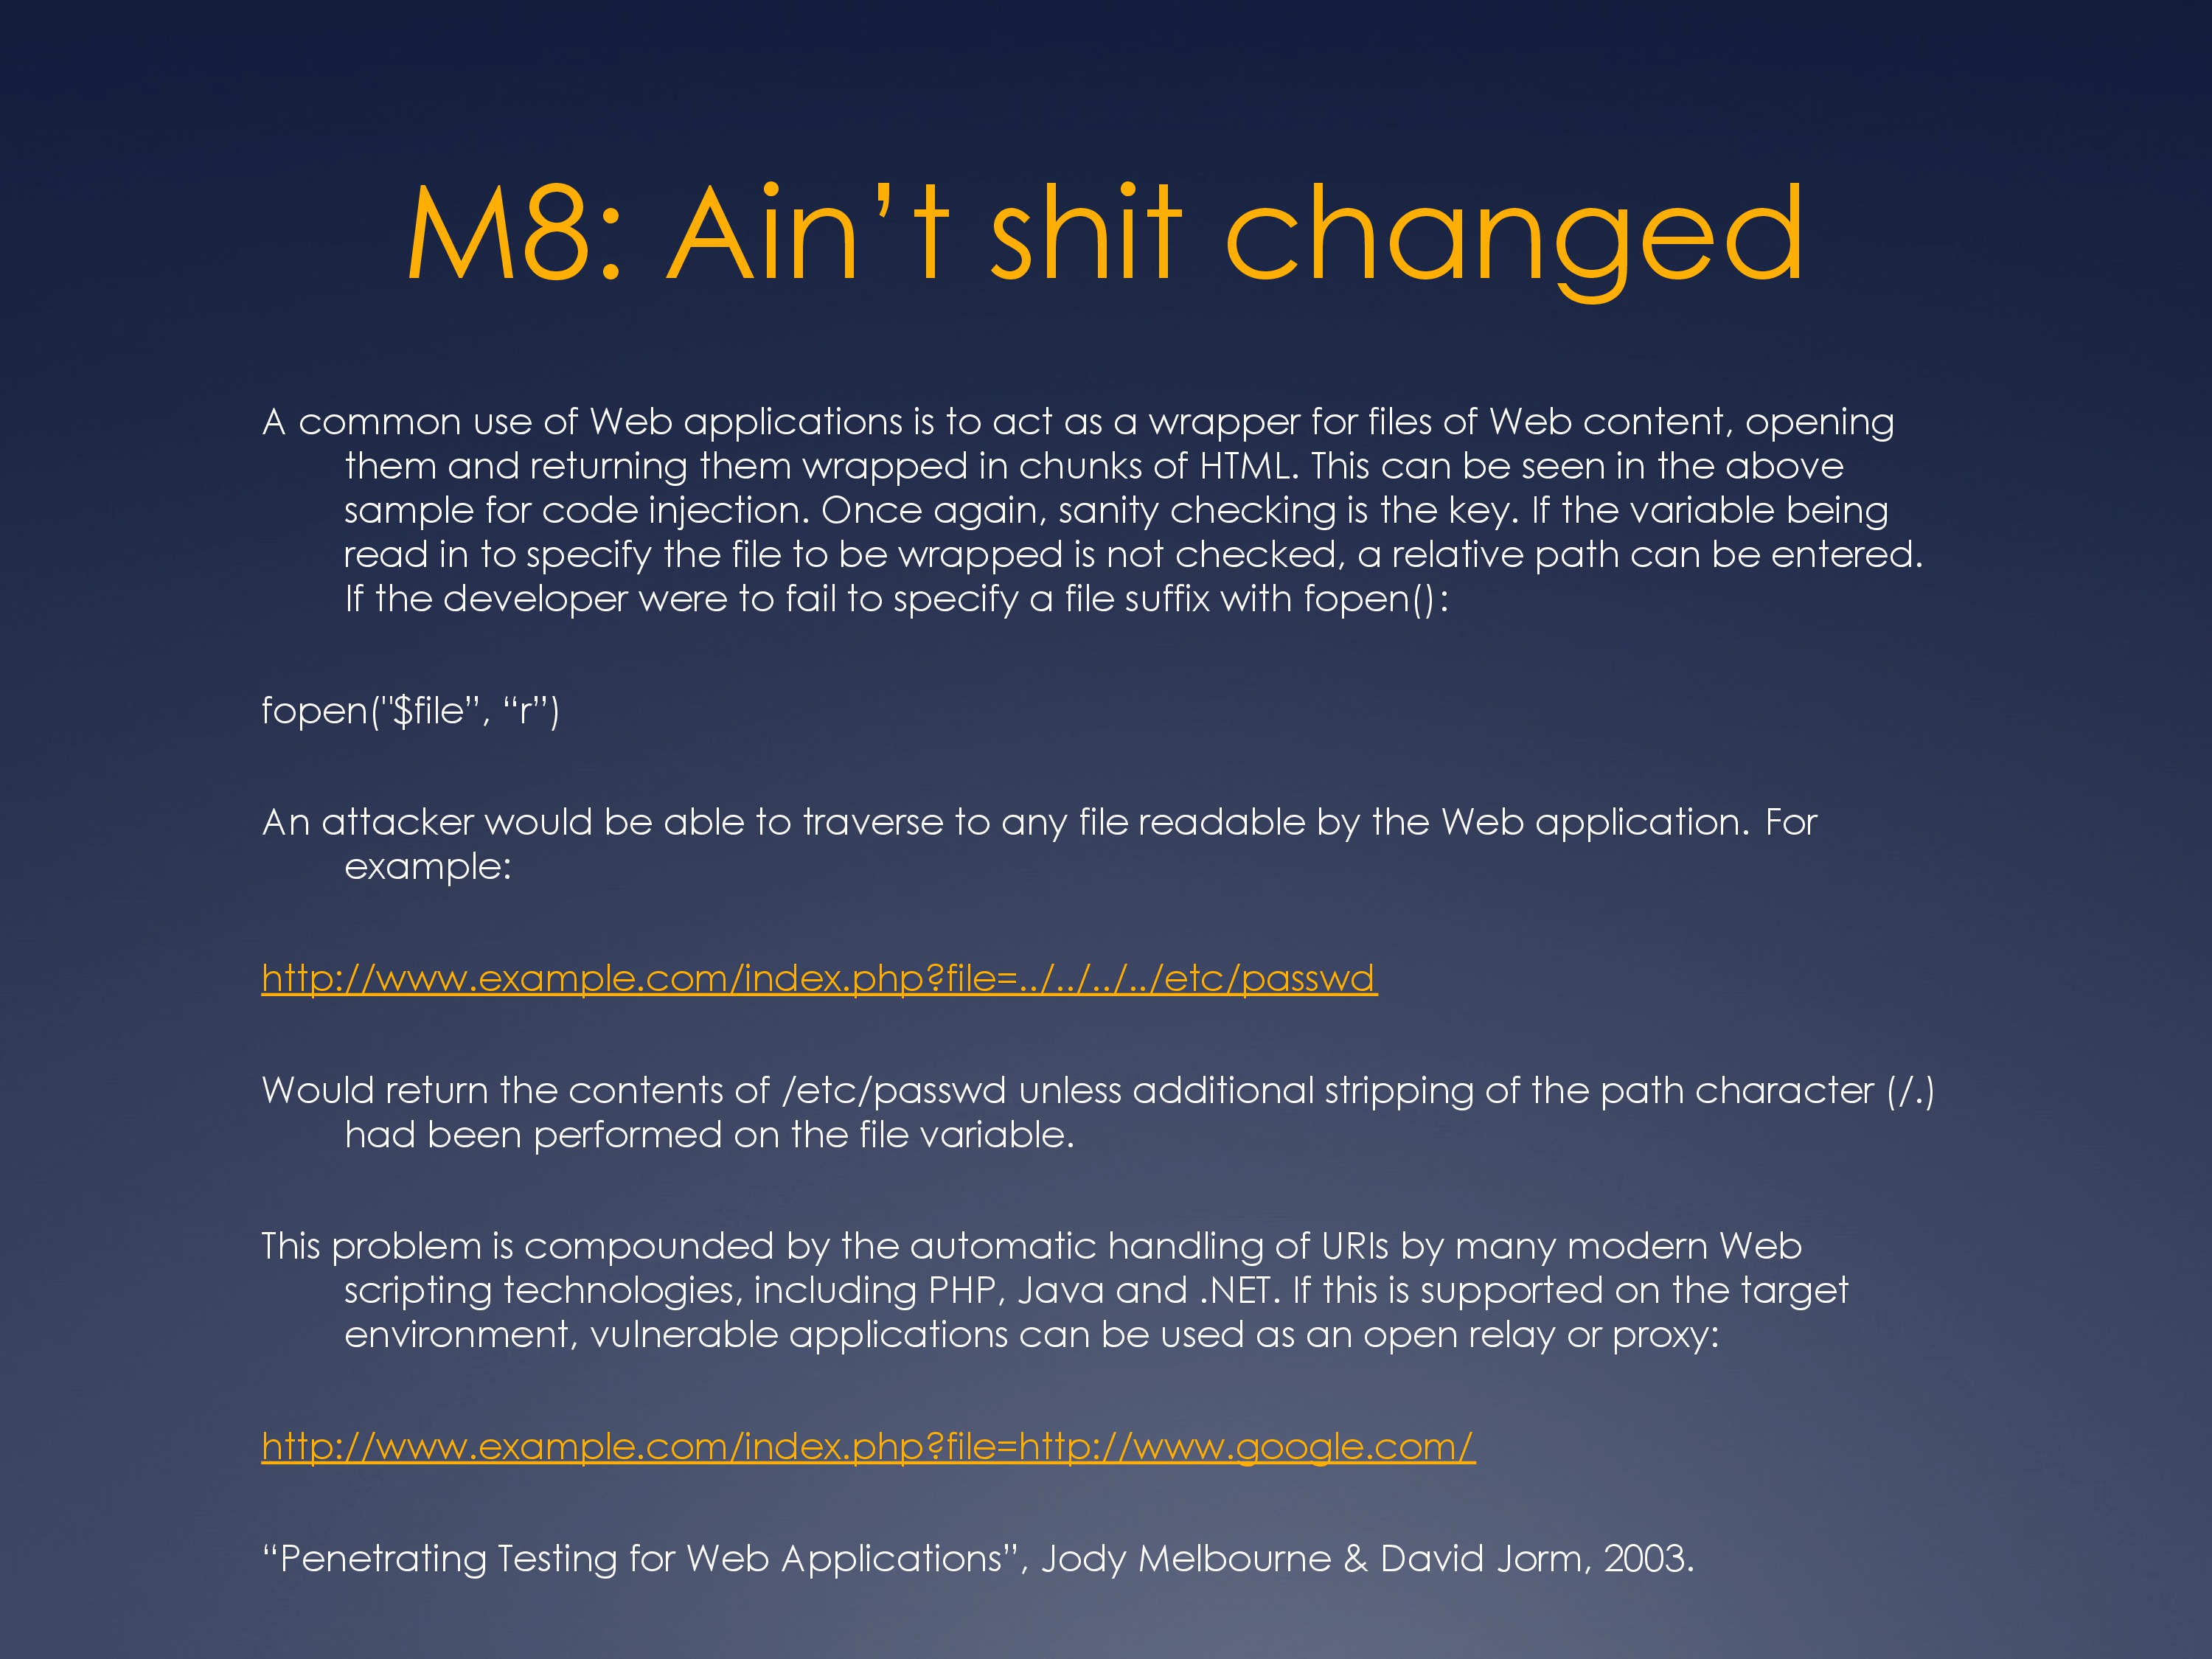 M8: Ain’t shit changed
A common use of Web applications is to act as a wrapper for files of Web content, opening
them and returning them wrapped in chunks of HTML. This can be seen in the above
sample for code injection. Once again, sanity checking is the key. If the variable being
read in to specify the file to be wrapped is not checked, a relative path can be entered.
If the developer were to fail to specify a file suffix with fopen():
fopen("$file”, “r”)
An attacker would be able to traverse to any file readable by the Web application. For
example:
http://www.example.com/index.php?file=../../../../etc/passwd
Would return the contents of /etc/passwd unless additional stripping of the path character (/.)
had been performed on the file variable.
This problem is compounded by the automatic handling of URIs by many modern Web
scripting technologies, including PHP, Java and .NET. If this is supported on the target
environment, vulnerable applications can be used as an open relay or proxy:
http://www.example.com/index.php?file=http://www.google.com/
“Penetrating Testing for Web Applications”, Jody Melbourne & David Jorm, 2003.